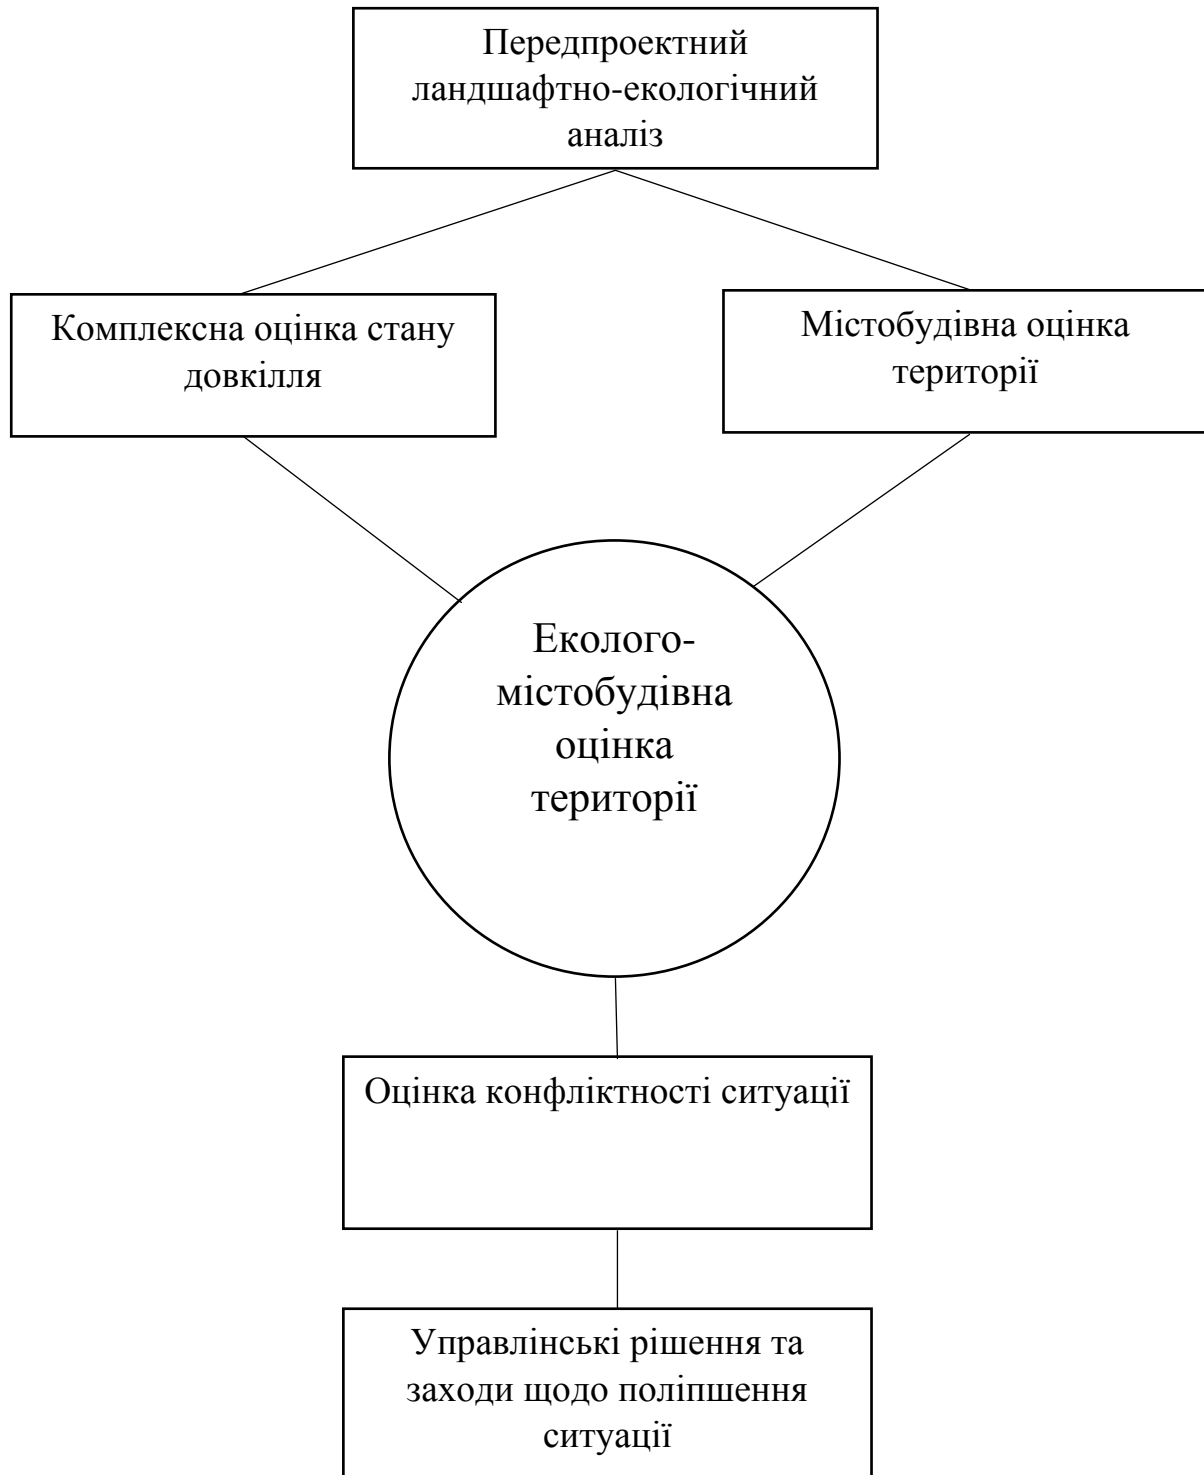 Передпроектний
ландшафтно-екологічний
аналіз
Комплексна оцінка стану
довкілля
Містобудівна оцінка
території
Еколого-
містобудівна
оцінка
території
Оцінка конфліктності ситуації
Управлінські рішення та
заходи щодо поліпшення
ситуації